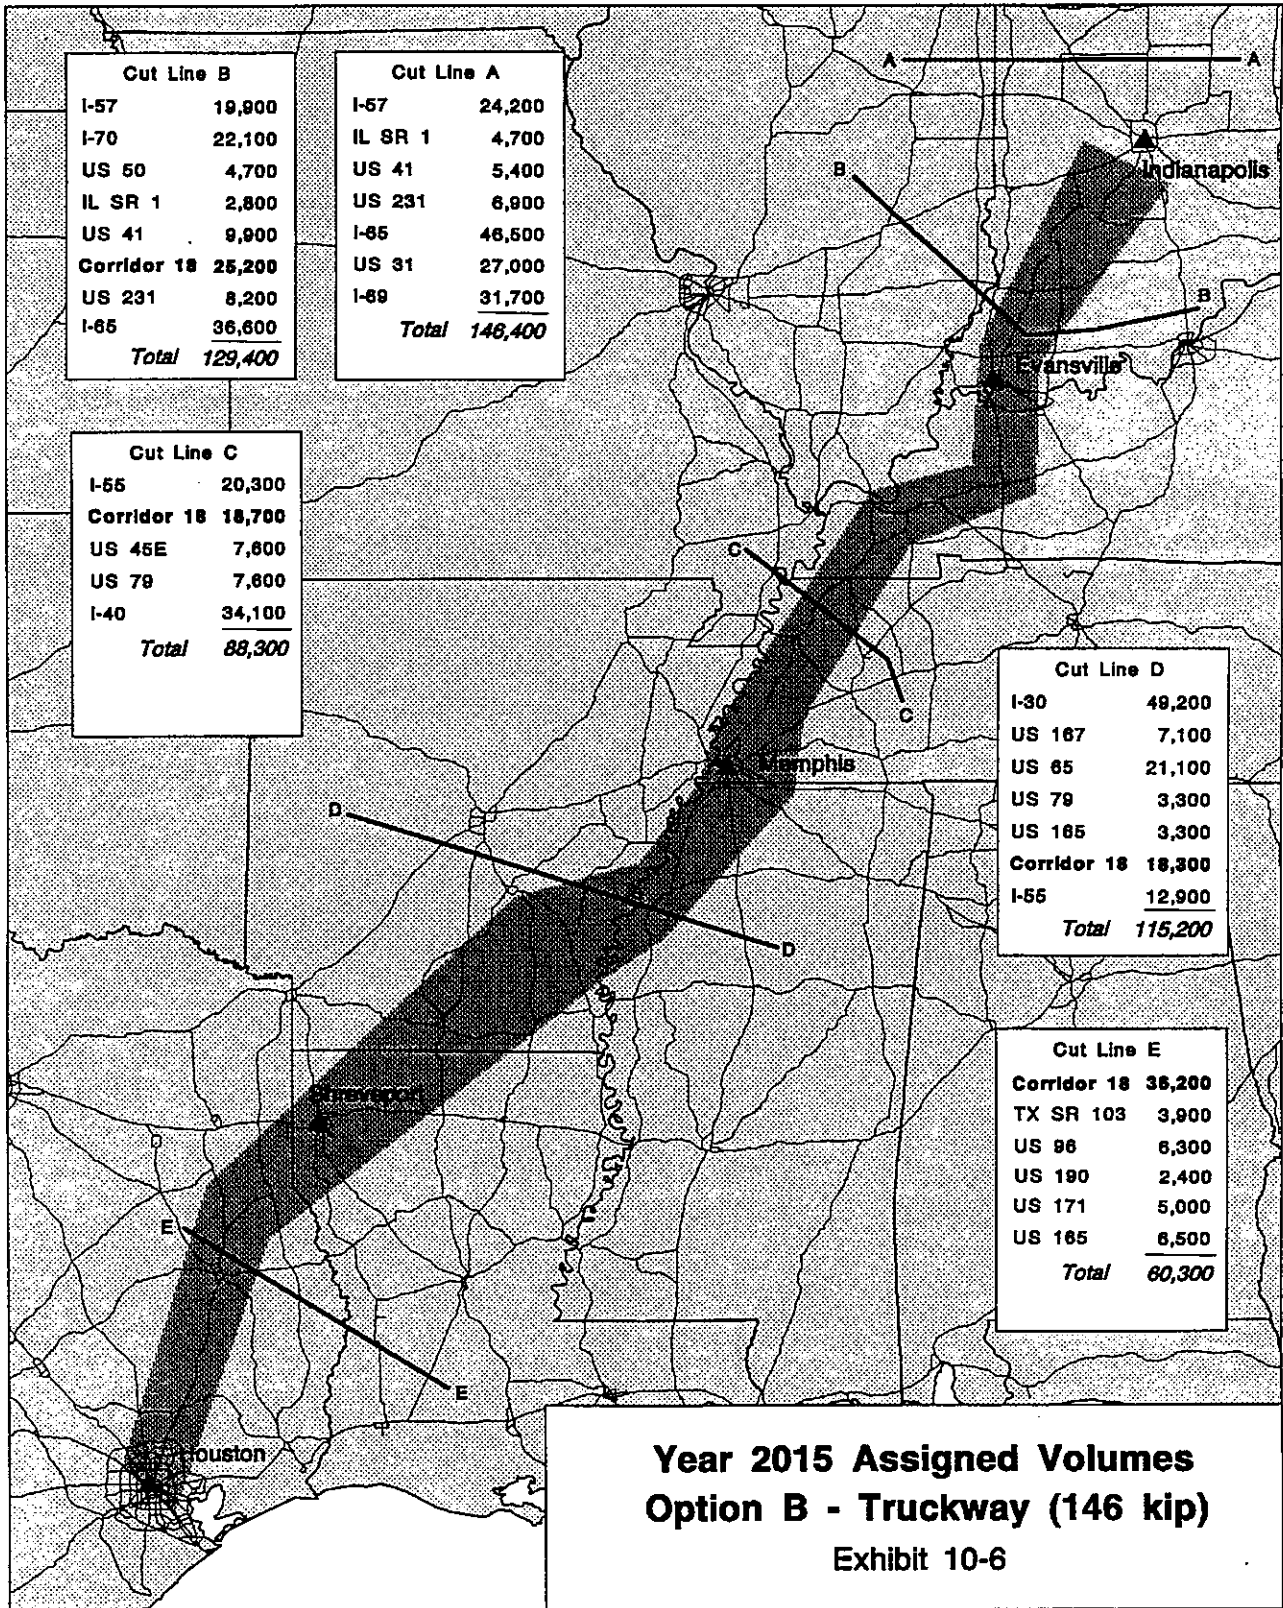 Cut Line B
I-57 19,900
I-70 22,100
US 50 4,700
IL SR 1 2,800
US 41 9,900
Corridor 18 25,200
US 231 8,200
I-65 36,600
Total 129,400
Cut Line A
I-57 24,200
IL SR 1 4,700
US 41 5,400
US 231 6,900
I-65 46,500
US 31 27,000
I-69 31,700
Total 146,400
A
A
Indianapolis
B
B
Evansville
Cut Line C
I-55 20,300
Corridor 18 18,700
US 45E 7,600
US 79 7,600
I-40 34,100
Total 88,300
C
C
Memphis
Cut Line D
I-30 49,200
US 167 7,100
US 65 21,100
US 79 3,300
US 165 3,300
Corridor 18 18,300
I-55 12,900
Total 115,200
D
D
Shreveport
Cut Line E
Corridor 18 36,200
TX SR 103 3,900
US 96 6,300
US 190 2,400
US 171 5,000
US 165 6,500
Total 60,300
E
E
Houston
Year 2015 Assigned Volumes
Option B - Truckway (146 kip)
Exhibit 10-6